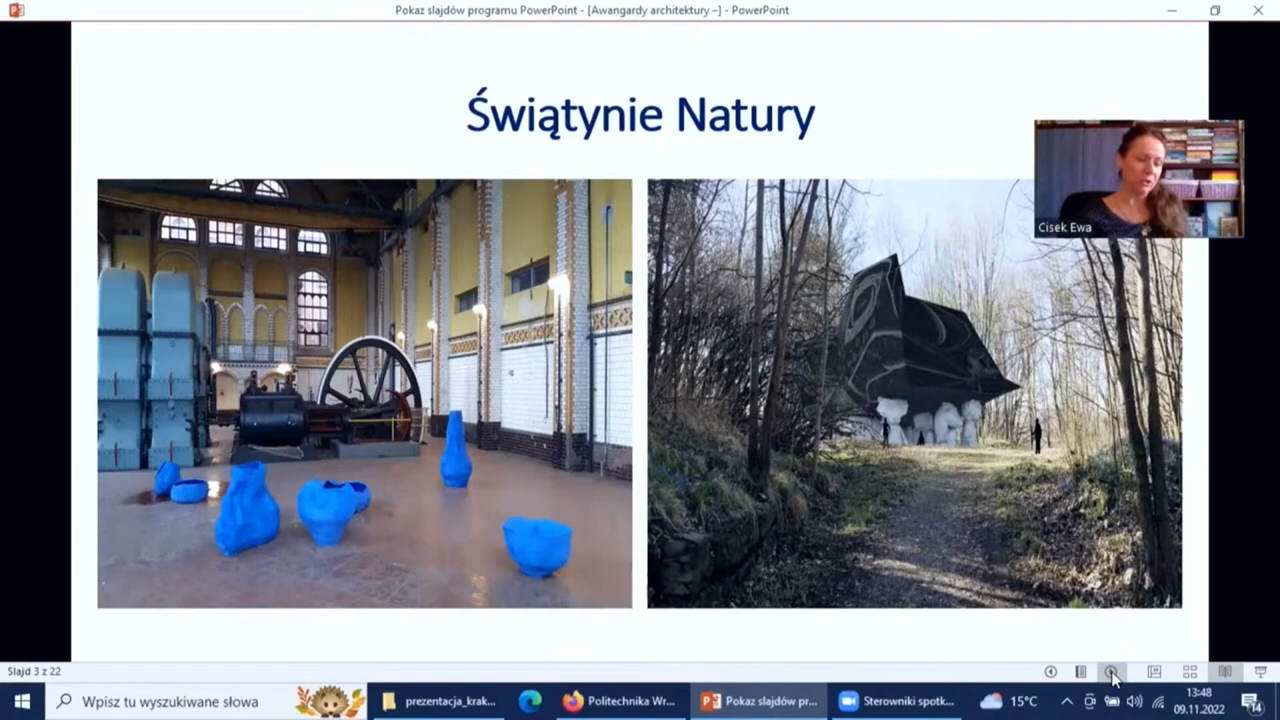 Pokaz slajdów programu PowerPoint - [Awangardy architektury –] - PowerPoint
Świątynie Natury
Cisek Ewa
Slajd 3 z 22
Wpisz tu wyszukiwane słowa
prezentacja_krak...
Politechnika Wr...
Pokaz slajdów pr...
Sterowniki spotk...
15°C
13:48
09.11.2022
14